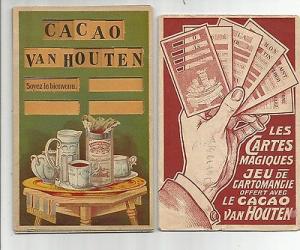 CACAO
VAN HOUTEN
Soyez le bienvenu.
LES
CARTES
MAGIQUES
JEU DE
CARTOMANCIE
OFFERT AVEC
LE CACAO
VAN HOUTEN